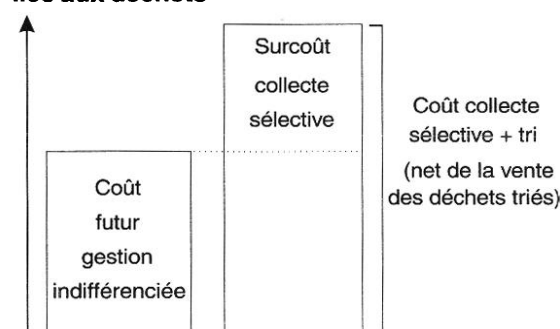 aux déchets
Surcoût
collecte
sélective
Coût
futur
gestion
indifférenciée
Coût collecte
sélective + tri
(net de la vente
des déchets triés)